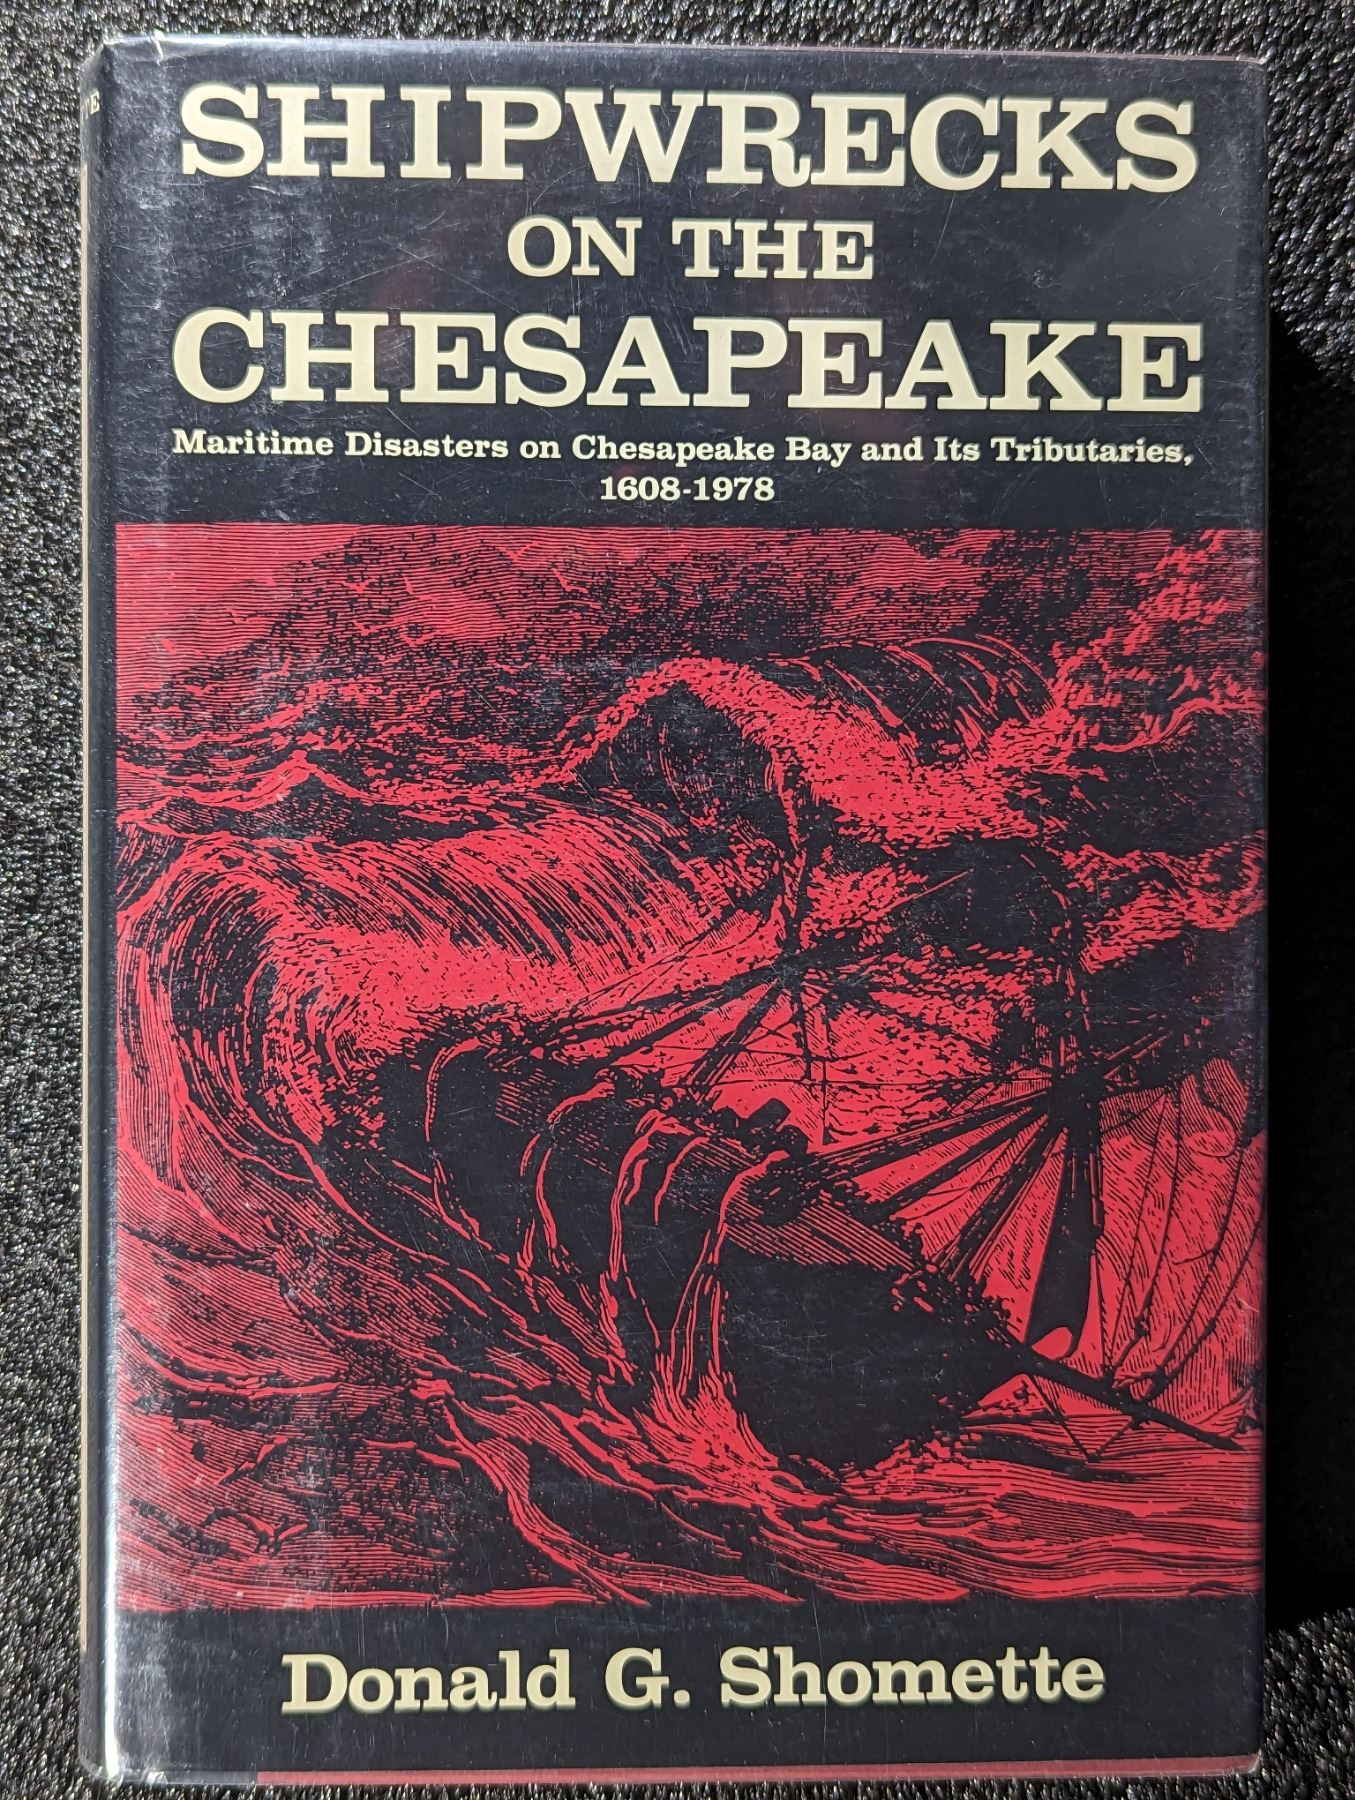 SHIPWRECKS
ON THE
CHESAPEAKE
Maritime Disasters on Chesapeake Bay and Its Tributaries,
1608-1978
Donald G. Shomette